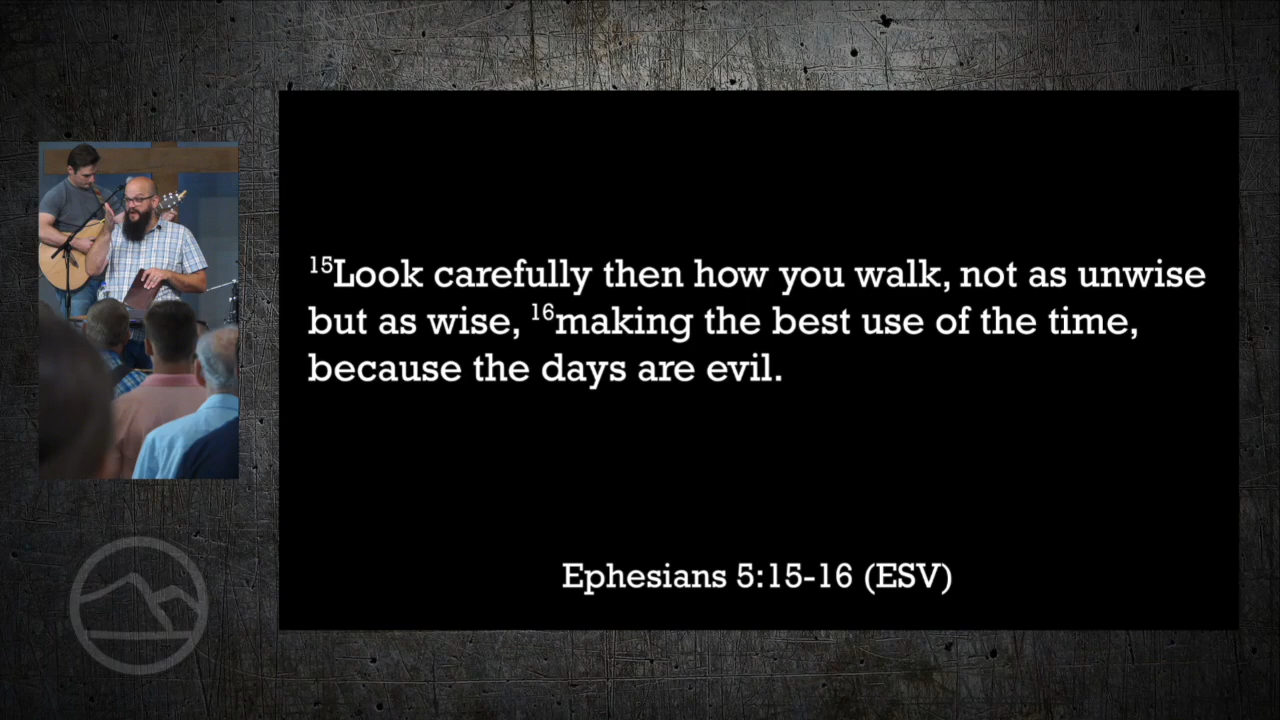 15Look carefully then how you walk, not as unwise
but as wise, 16making the best use of the time,
because the days are evil.
Ephesians 5:15-16 (ESV)